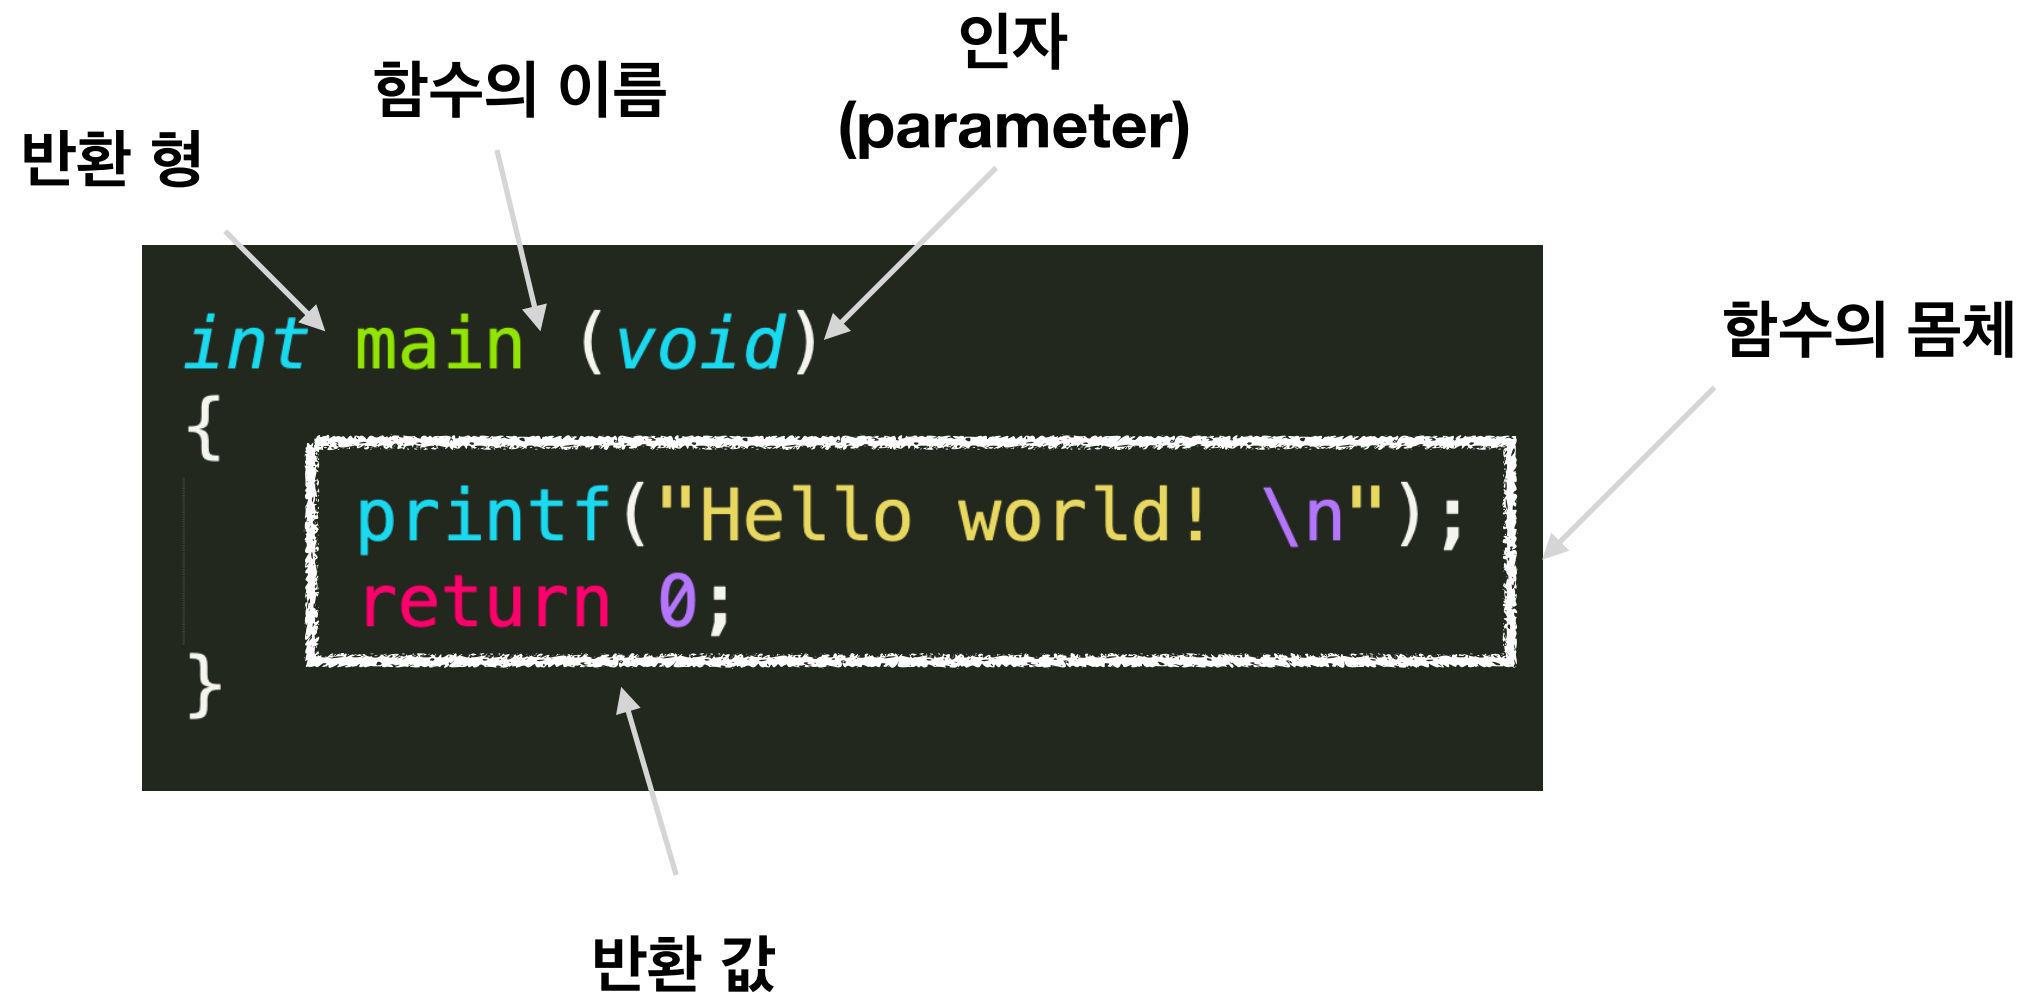 인자
(parameter)
함수의 이름
반환 형
int main (void)
{
printf("Hello world! \n");
return 0;
}
함수의 몸체
반환 값